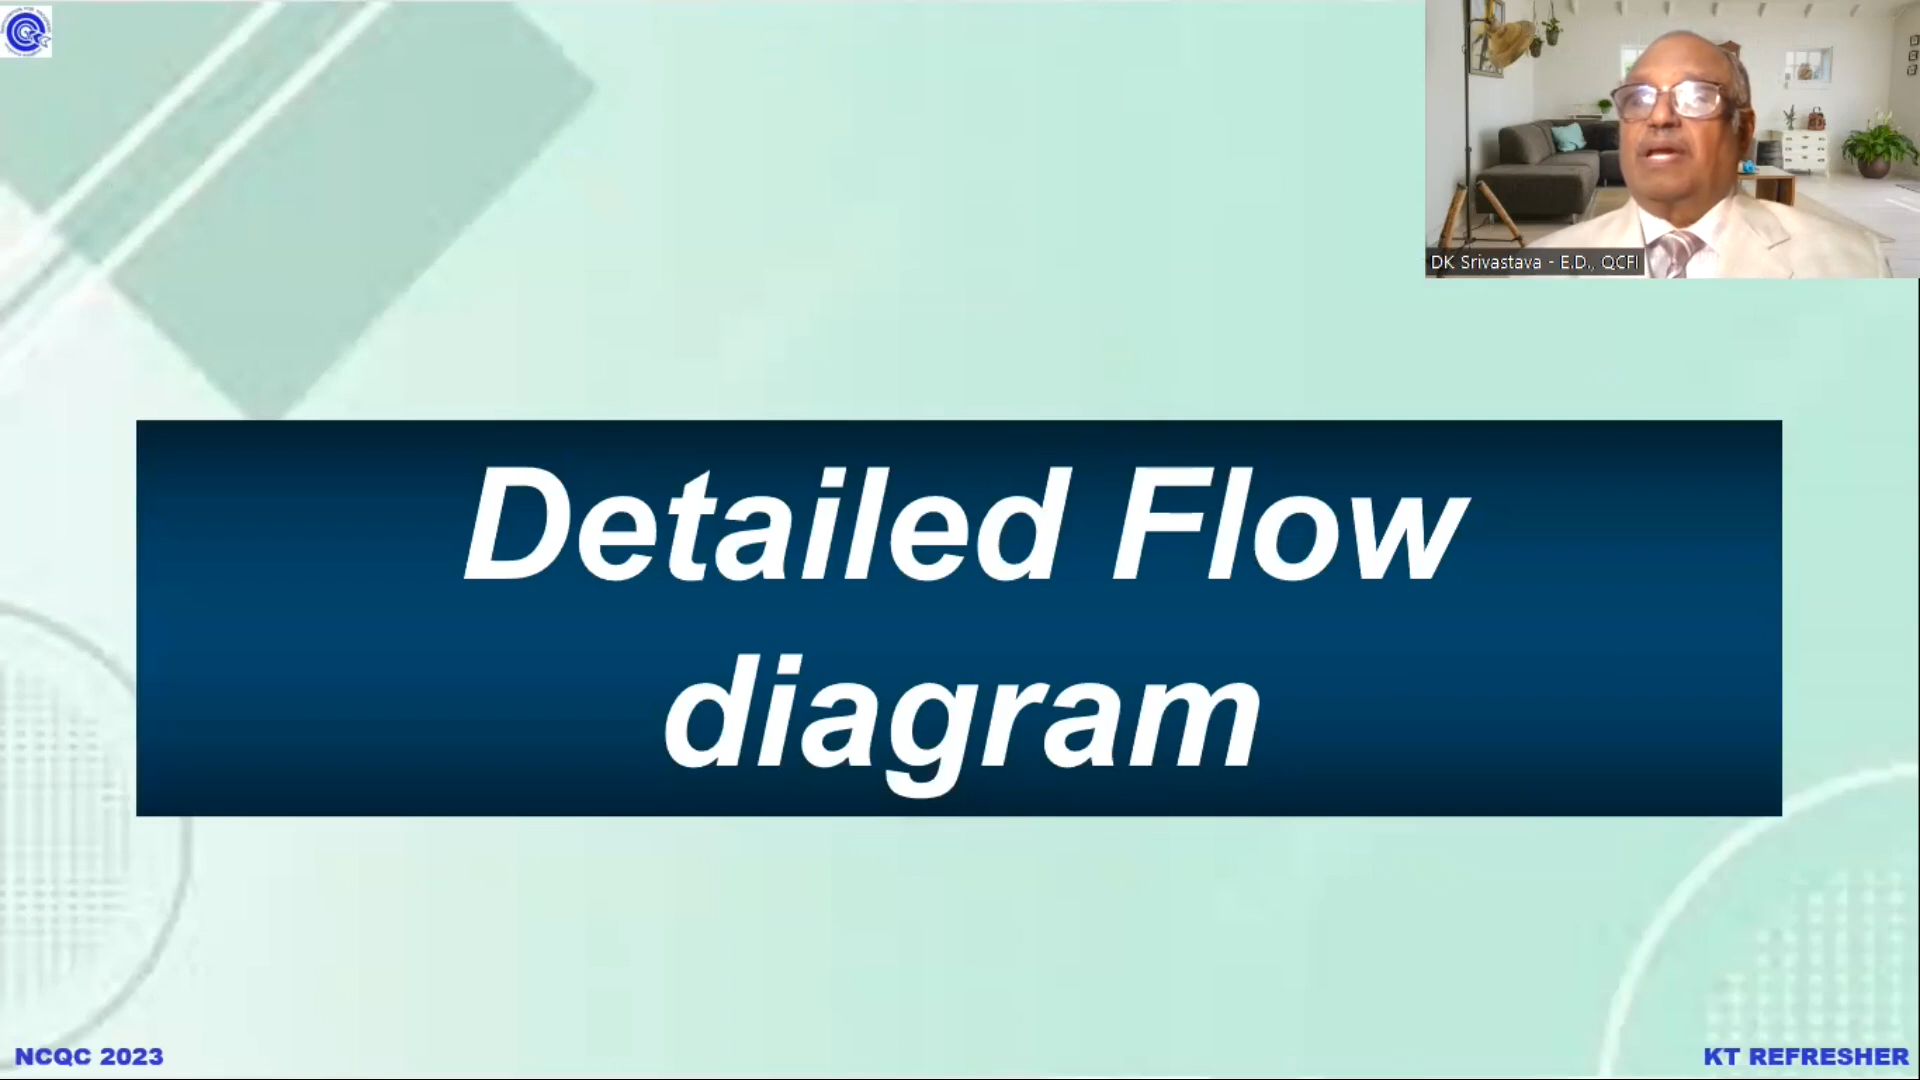 DK Srivastava - E.D., QCFI
Detailed Flow
diagram
NCQC 2023
KT REFRESHER